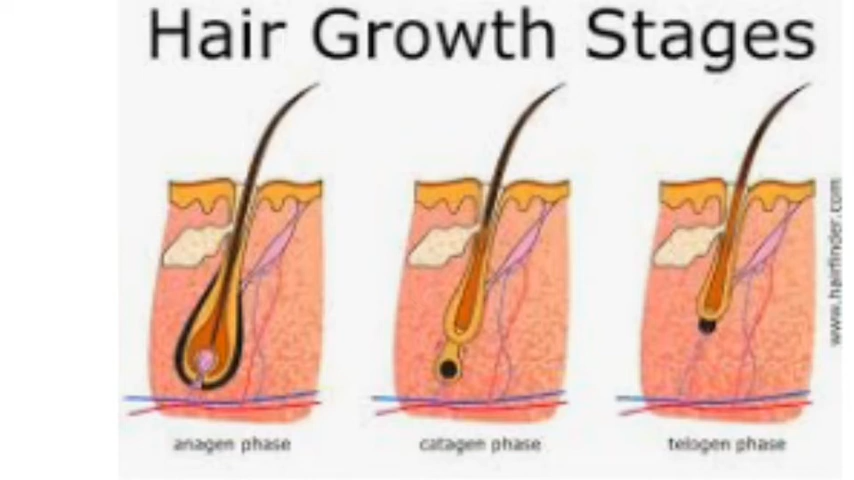 Hair Growth Stages
anagen phase
catagen phase
telogen phase
www.hairfinder.com